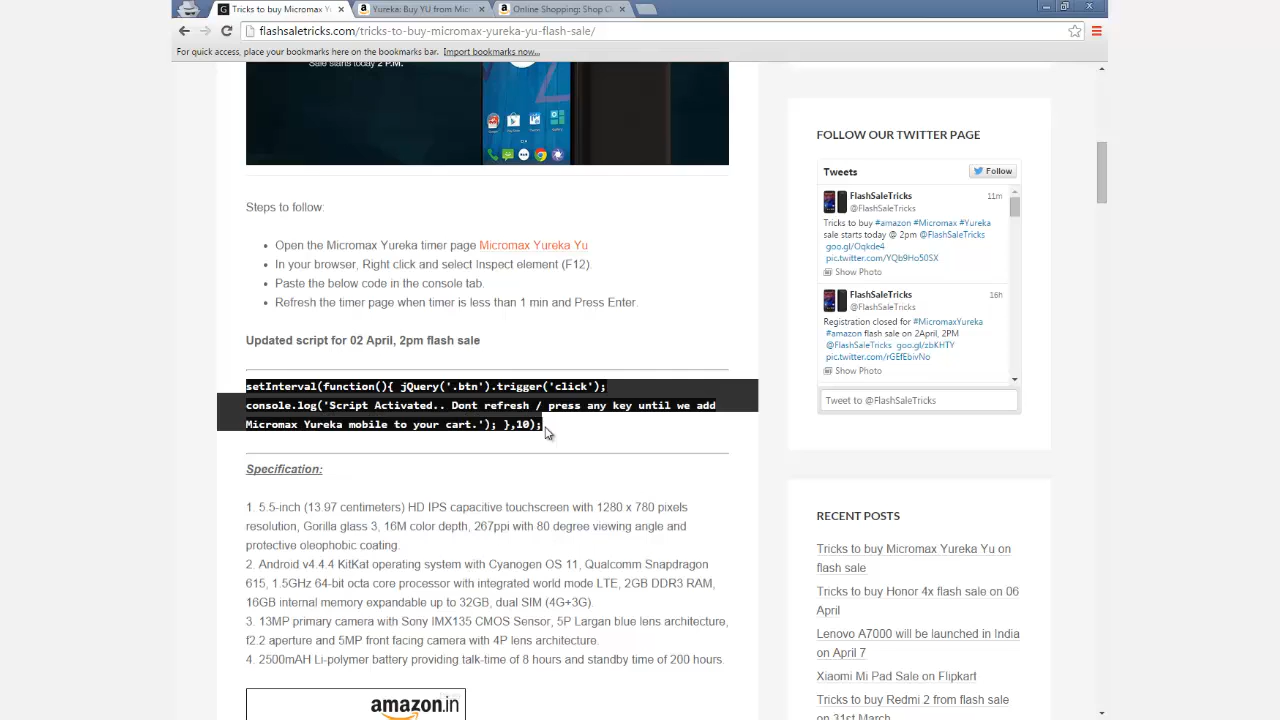 Tricks to buy Micromax Yu
Yureka: Buy YU from Micr
Online Shopping: Shop C
flashsaletricks.com/tricks-to-buy-micromax-yureka-yu-flash-sale/
For quick access, place your bookmarks here on the bookmarks bar. Import bookmarks now...
Sale starts today 2 P.M.
Steps to follow:
Open the Micromax Yureka timer page Micromax Yureka Yu
In your browser, Right click and select Inspect element (F12).
Paste the below code in the console tab.
Refresh the timer page when timer is less than 1 min and Press Enter.
Updated script for 02 April, 2pm flash sale
setInterval(function(){ jQuery('.btn').trigger('click');
console.log('Script Activated.. Dont refresh / press any key until we add
Micromax Yureka mobile to your cart.'); },10);
Specification:
1. 5.5-inch (13.97 centimeters) HD IPS capacitive touchscreen with 1280 x 780 pixels
resolution, Gorilla glass 3, 16M color depth, 267ppi with 80 degree viewing angle and
protective oleophobic coating.
2. Android v4.4.4 KitKat operating system with Cyanogen OS 11, Qualcomm Snapdragon
615, 1.5GHz 64-bit octa core processor with integrated world mode LTE, 2GB DDR3 RAM,
16GB internal memory expandable up to 32GB, dual SIM (4G+3G).
3. 13MP primary camera with Sony IMX135 CMOS Sensor, 5P Largan blue lens architecture,
f2.2 aperture and 5MP front facing camera with 4P lens architecture.
4. 2500mAH Li-polymer battery providing talk-time of 8 hours and standby time of 200 hours.
amazon.in
FOLLOW OUR TWITTER PAGE
Tweets
Follow
FlashSaleTricks 11m
@FlashSaleTricks
Tricks to buy #amazon #Micromax #Yureka
sale starts today @ 2pm @FlashSaleTricks
goo.gl/Oqkde4
pic.twitter.com/YQb9Ho50SX
Show Photo
FlashSaleTricks 16h
@FlashSaleTricks
Registration closed for #MicromaxYureka
#amazon flash sale on 2April, 2PM
@FlashSaleTricks goo.gl/zbKHTY
pic.twitter.com/rGEfEbivNo
Show Photo
Tweet to @FlashSaleTricks
RECENT POSTS
Tricks to buy Micromax Yureka Yu on
flash sale
Tricks to buy Honor 4x flash sale on 06
April
Lenovo A7000 will be launched in India
on April 7
Xiaomi Mi Pad Sale on Flipkart
Tricks to buy Redmi 2 from flash sale
on 31st March